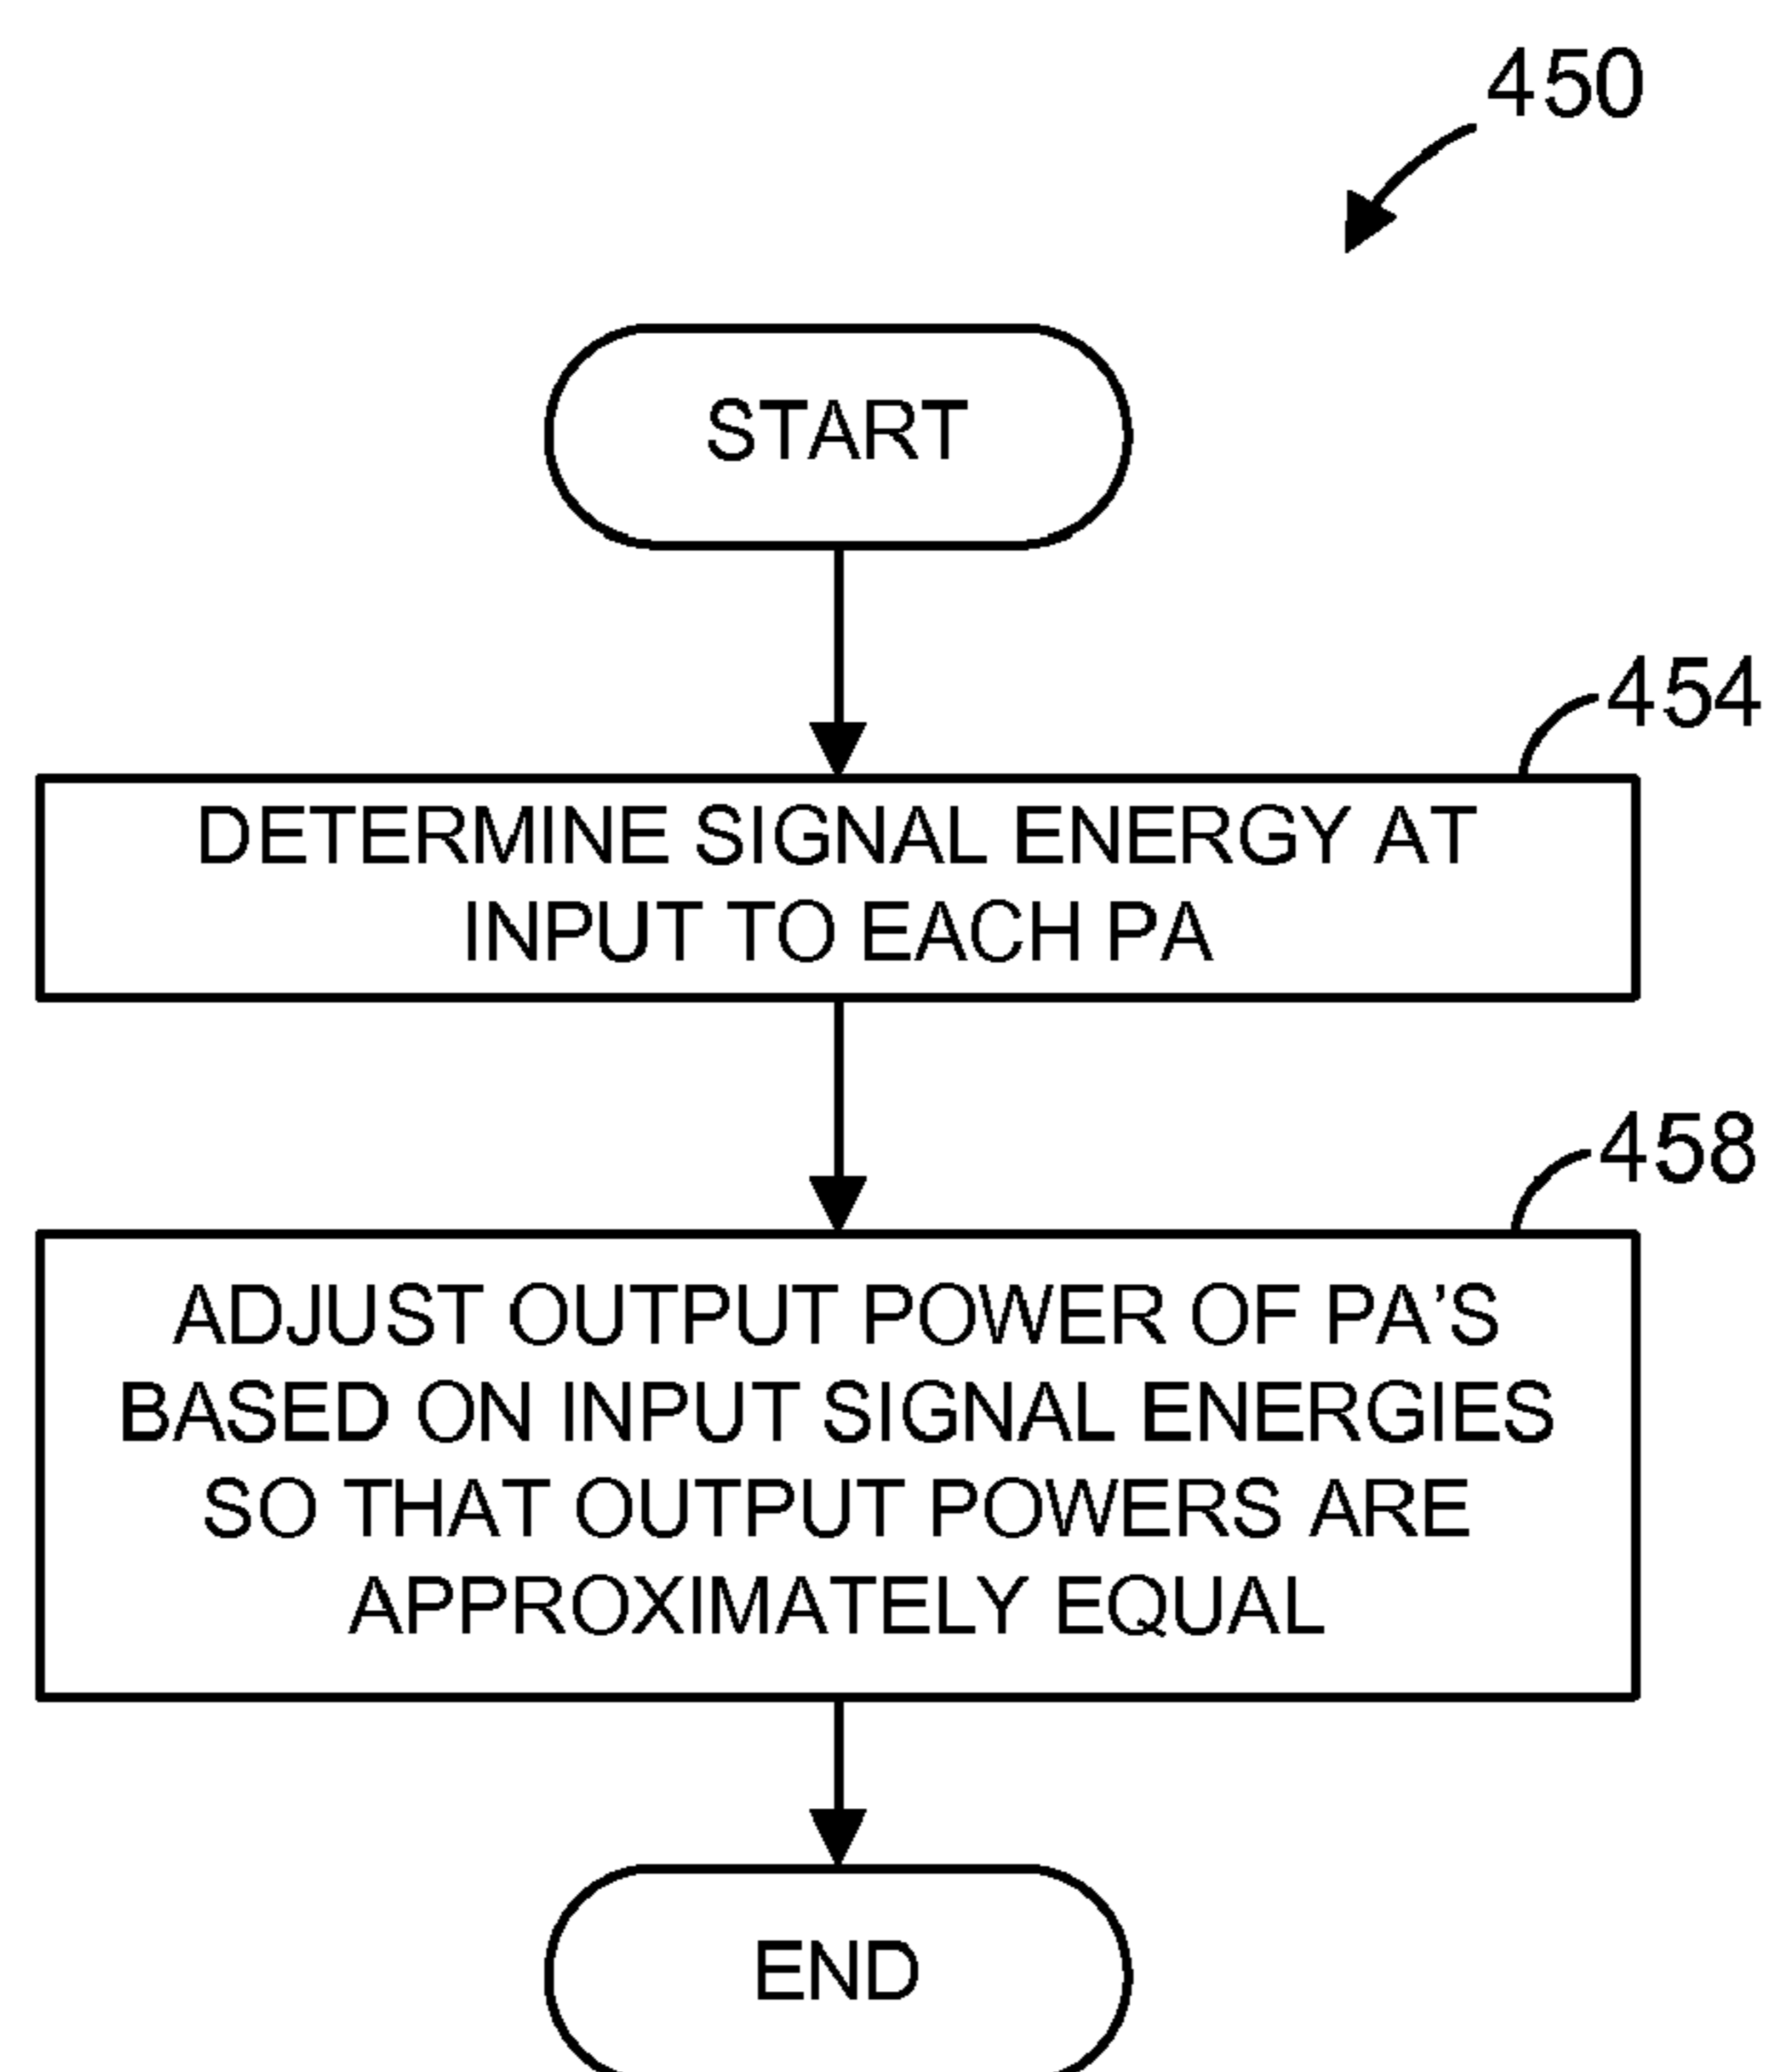 450
START
454
DETERMINE SIGNAL ENERGY AT
INPUT TO EACH PA
458
ADJUST OUTPUT POWER OF PA’S
BASED ON INPUT SIGNAL ENERGIES
SO THAT OUTPUT POWERS ARE
APPROXIMATELY EQUAL
END